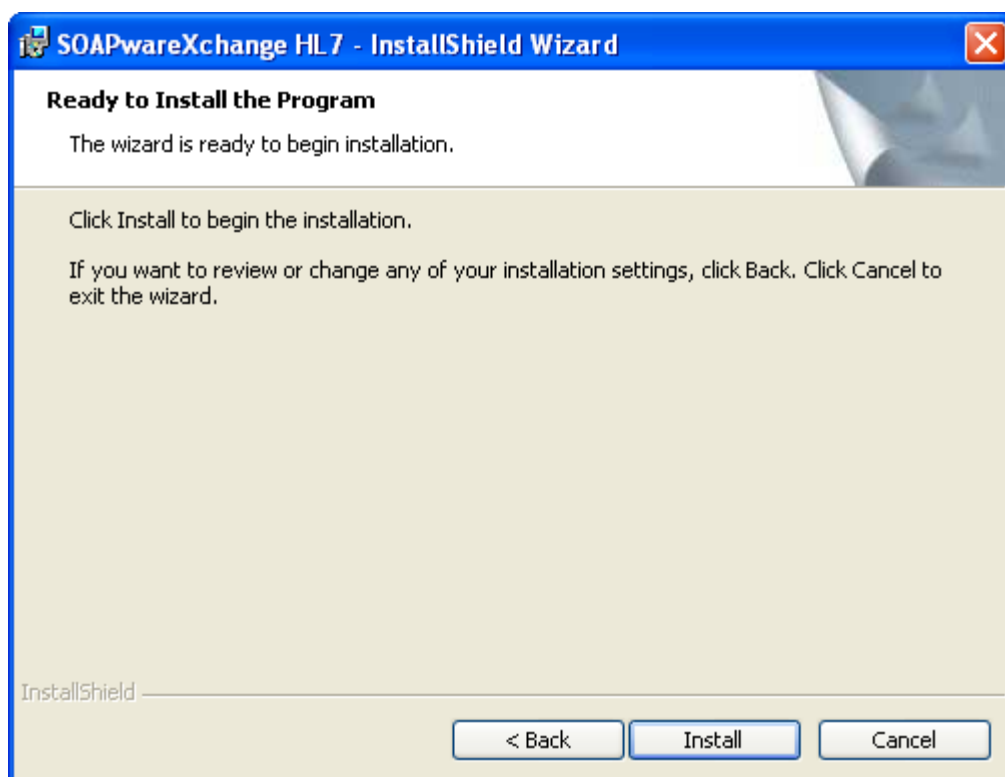 SOAPwareXchange HL7 - InstallShield Wizard
Ready to Install the Program
The wizard is ready to begin installation.
Click Install to begin the installation.
If you want to review or change any of your installation settings, click Back. Click Cancel to
exit the wizard.
InstallShield
< Back Install Cancel